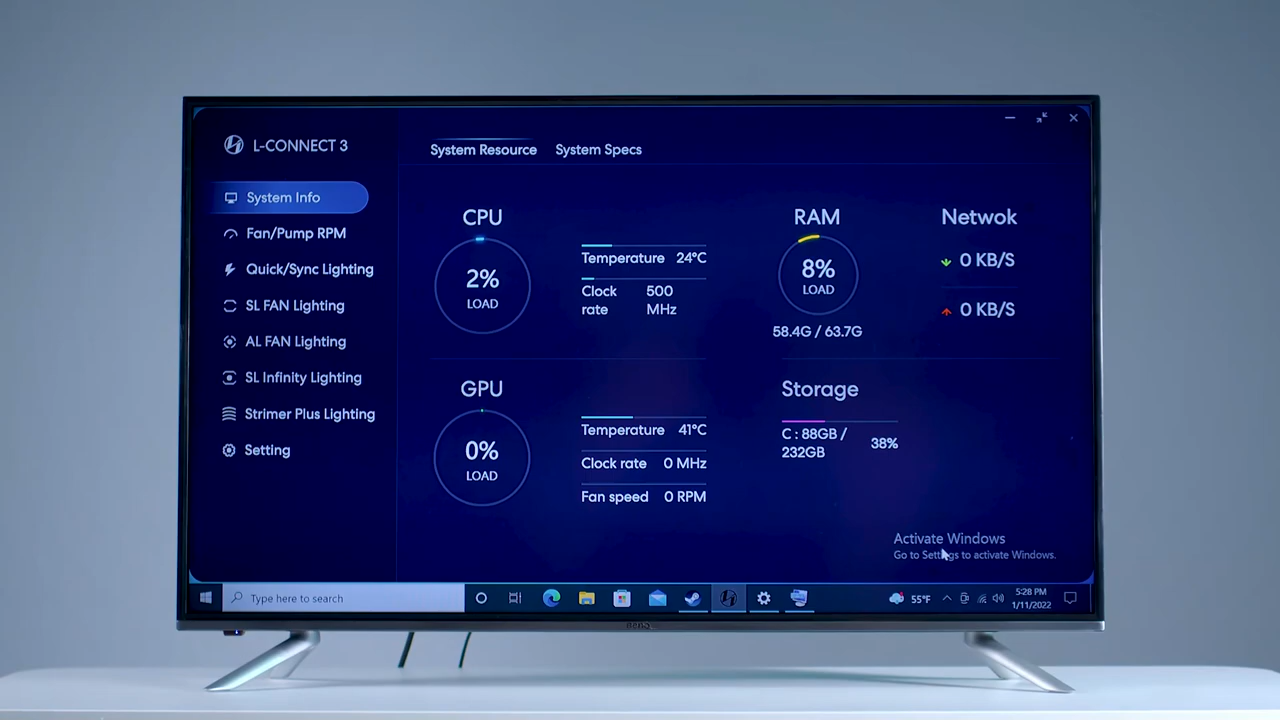 L-CONNECT 3
System Info
Fan/Pump RPM
Quick/Sync Lighting
SL FAN Lighting
AL FAN Lighting
SL Infinity Lighting
Strimer Plus Lighting
Setting
System Resource System Specs
CPU
2%
LOAD
Temperature 24°C
Clock rate 500 MHz
RAM
8%
LOAD
58.4G / 63.7G
Netwok
0 KB/S
0 KB/S
GPU
0%
LOAD
Temperature 41°C
Clock rate 0 MHz
Fan speed 0 RPM
Storage
C : 88GB /
232GB
38%
Activate Windows
Go to Settings to activate Windows.
Type here to search
55°F
5:28 PM
1/11/2022
BenQ